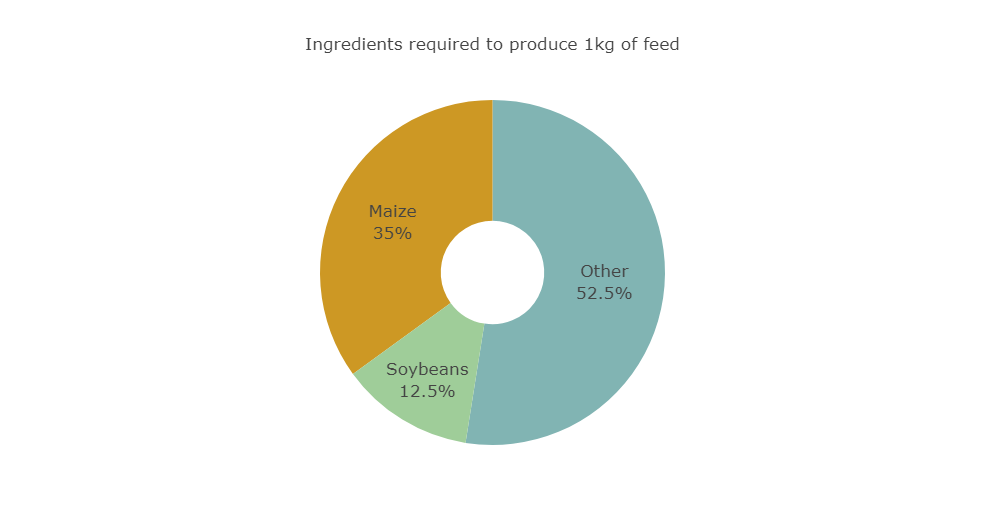 Ingredients required to produce 1kg of feed
Maize
35%
Other
52.5%
Soybeans
12.5%